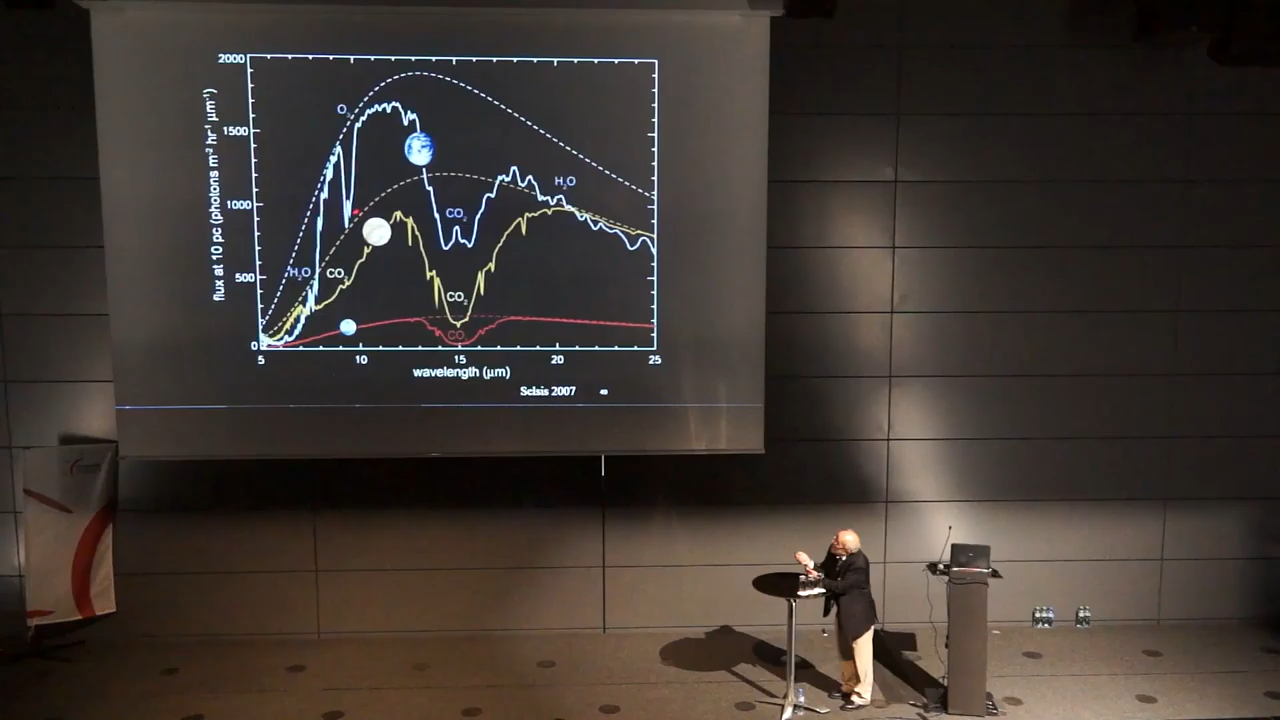 2000
1500
1000
500
0
flux at 10 pc (photons m⁻² hr⁻¹ μm⁻¹)
O₃
H₂O
CO₂
CO₂
H₂O
CO₂
CO₂
5 10 15 20 25
wavelength (μm)
Selsis 2007
49